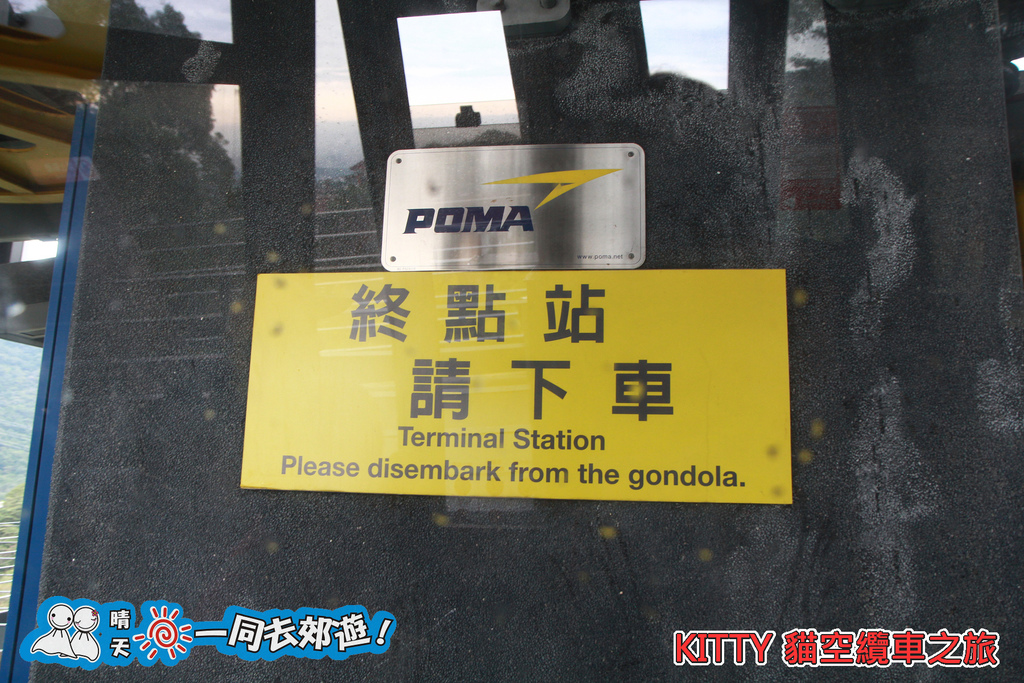 POMA
www.poma.net
終點站
請下車
Terminal Station
Please disembark from the gondola.
晴天
一同去郊遊!
KITTY 貓空纜車之旅